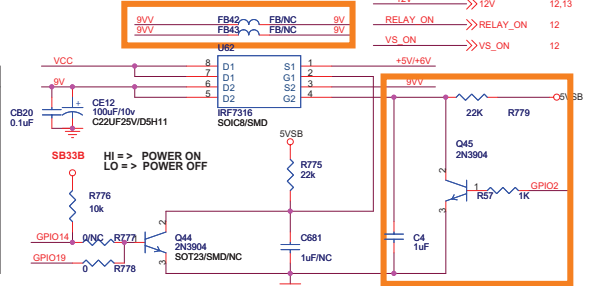 12V 12,13
9VV FB42 FB/NC 9V
9VV FB43 FB/NC 9V
RELAY_ON RELAY_ON 12
VS_ON VS_ON 12
U62
VCC 8 D1 S1 1 +5V/+6V
7 D1 G1 2
9V 6 D2 S2 3 9VV
5 D2 G2 4
CB20
0.1uF
CE12
100uF/10v
C22UF25V/D5H11
IRF7316
SOIC8/SMD
22K R779 5VSB
5VSB
SB33B
HI = > POWER ON
LO = > POWER OFF
R775
22k
Q45
2N3904
2
1
3
R57 1K GPIO2
R776
10k
GPIO14 0/NC R777
GPIO19 0 R778
2
1
3
Q44
2N3904
SOT23/SMD/NC
C681
1uF/NC
C4
1uF